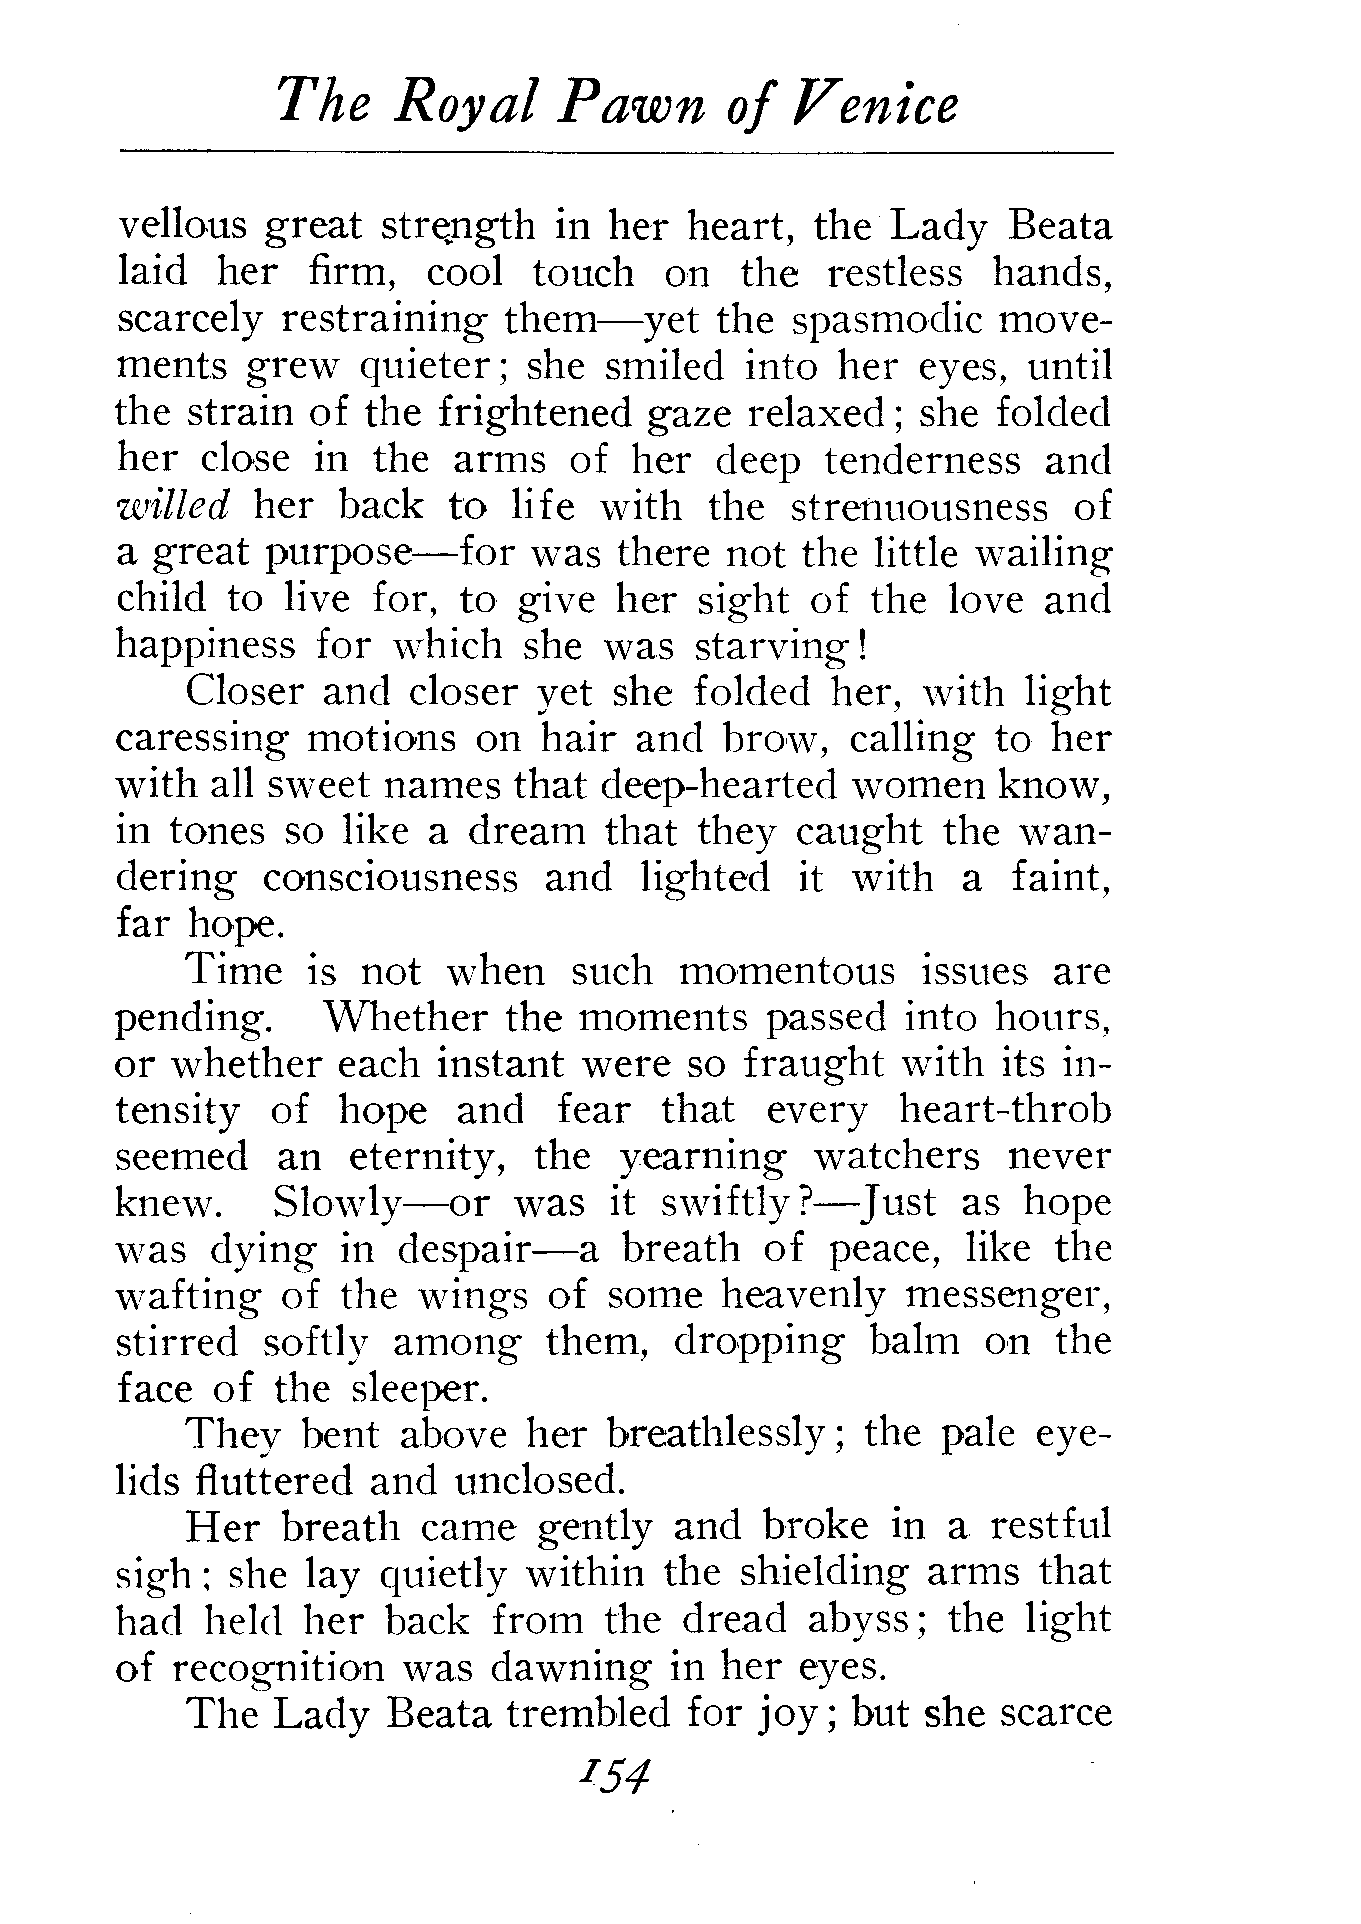 The Royal Pawn of Venice
vellous great strength in her heart, the Lady Beata
laid her firm, cool touch on the restless hands,
scarcely restraining them—yet the spasmodic move-
ments grew quieter; she smiled into her eyes, until
the strain of the frightened gaze relaxed; she folded
her close in the arms of her deep tenderness and
willed her back to life with the strenuousness of
a great purpose—for was there not the little wailing
child to live for, to give her sight of the love and
happiness for which she was starving!
Closer and closer yet she folded her, with light
caressing motions on hair and brow, calling to her
with all sweet names that deep-hearted women know,
in tones so like a dream that they caught the wan-
dering consciousness and lighted it with a faint,
far hope.
Time is not when such momentous issues are
pending. Whether the moments passed into hours,
or whether each instant were so fraught with its in-
tensity of hope and fear that every heart-throb
seemed an eternity, the yearning watchers never
knew. Slowly—or was it swiftly?—Just as hope
was dying in despair—a breath of peace, like the
wafting of the wings of some heavenly messenger,
stirred softly among them, dropping balm on the
face of the sleeper.
They bent above her breathlessly; the pale eye-
lids fluttered and unclosed.
Her breath came gently and broke in a restful
sigh; she lay quietly within the shielding arms that
had held her back from the dread abyss; the light
of recognition was dawning in her eyes.
The Lady Beata trembled for joy; but she scarce
154